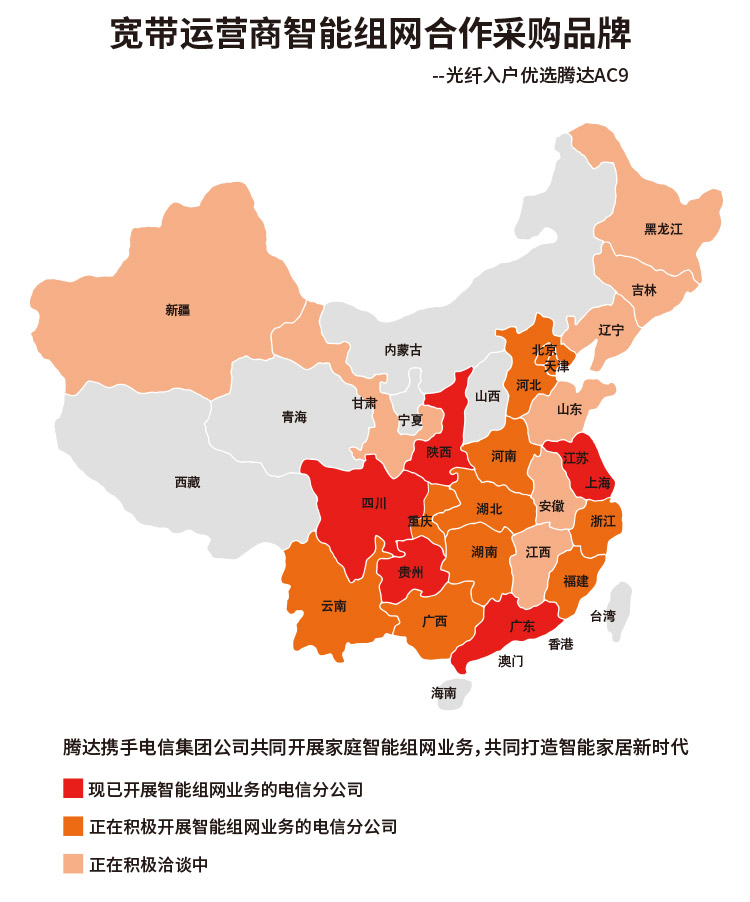 宽带运营商智能组网合作采购品牌
--光纤入户优选腾达AC9
黑龙江
吉林
新疆
辽宁
内蒙古
北京
天津
河北
山西
甘肃
山东
青海
宁夏
陕西
河南
江苏
西藏
上海
四川
湖北
安徽
重庆
浙江
湖南
江西
贵州
福建
云南
台湾
广西
广东
香港
澳门
海南
腾达携手电信集团公司共同开展家庭智能组网业务，共同打造智能家居新时代
现已开展智能组网业务的电信分公司
正在积极开展智能组网业务的电信分公司
正在积极洽谈中